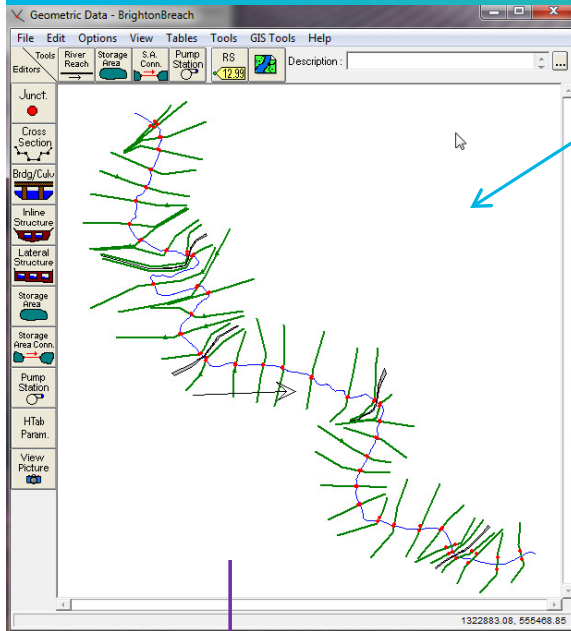 Geometric Data - BrightonBreach
File Edit Options View Tables Tools GIS Tools Help
Tools
Editors
River
Reach
Storage
Area
S.A.
Conn.
Pump
Station
RS
12.99
Description :
...
Junct.
Cross
Section
Brdg/Culv
Inline
Structure
Lateral
Structure
Storage
Area
Storage
Area Conn.
Pump
Station
HTab
Param.
View
Picture
1322883.08, 555468.85